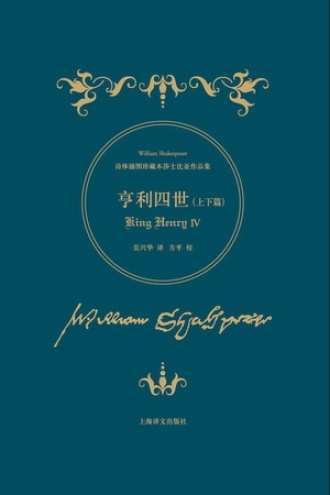 William Shakespeare
诗体插图珍藏本莎士比亚作品集
亨利四世（上下篇）
King Henry IV
吴兴华 译 方平 校
William Shakspeare
上海译文出版社